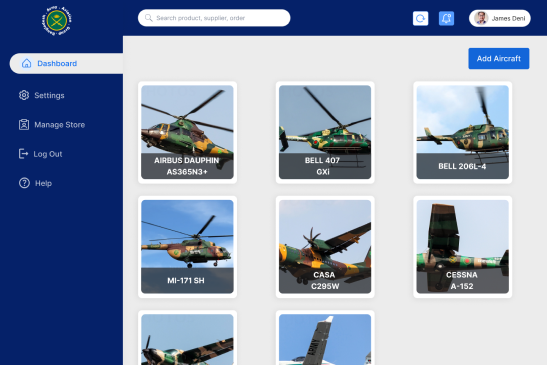 Search product, supplier, order
James Deni
Dashboard
Settings
Manage Store
Log Out
Help
Add Aircraft
AIRBUS DAUPHIN
AS365N3+
BELL 407
GXi
BELL 206L-4
MI-171 SH
CASA
C295W
CESSNA
A-152
ARMY